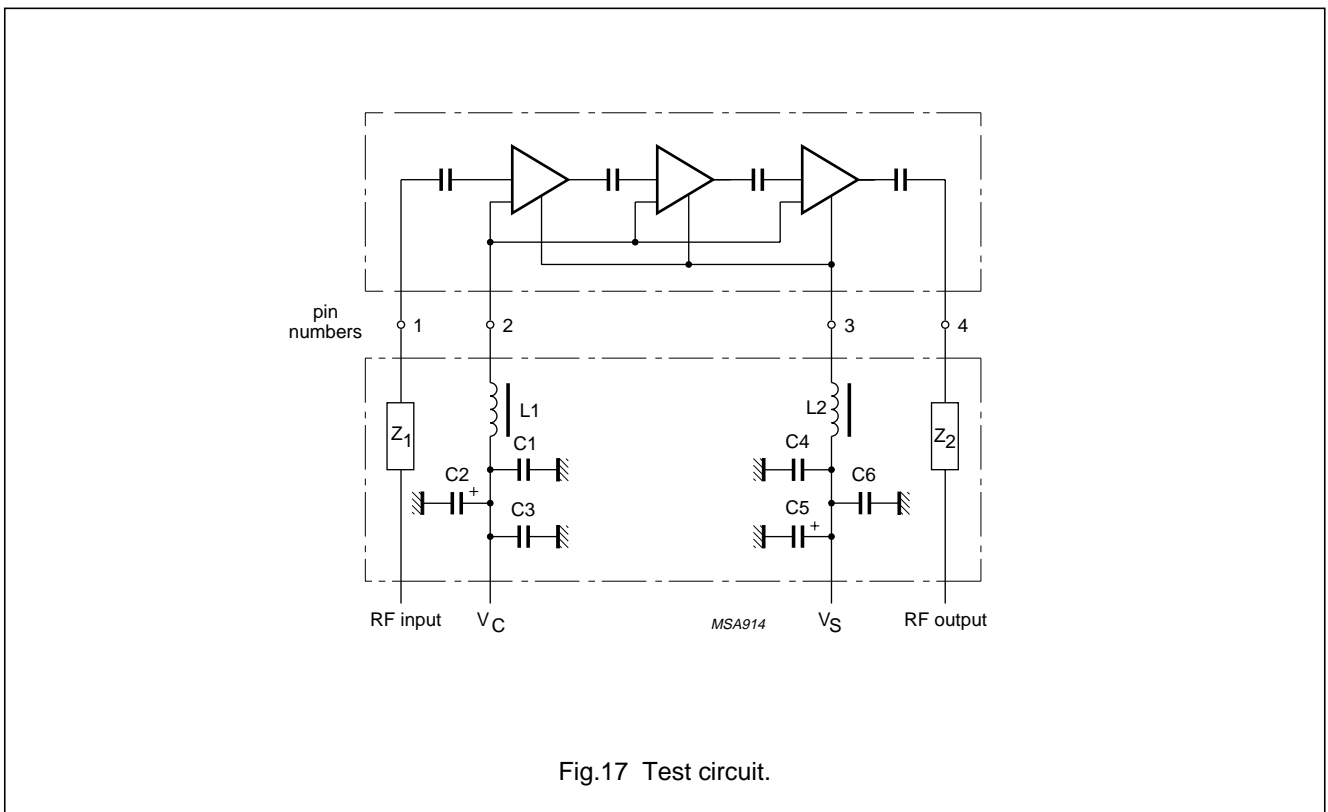 pin
numbers
1
2
3
4
L1
L2
Z1
Z2
C1
C4
C2
+
C6
C3
C5
+
RF input
VC
MSA914
VS
RF output
Fig.17 Test circuit.